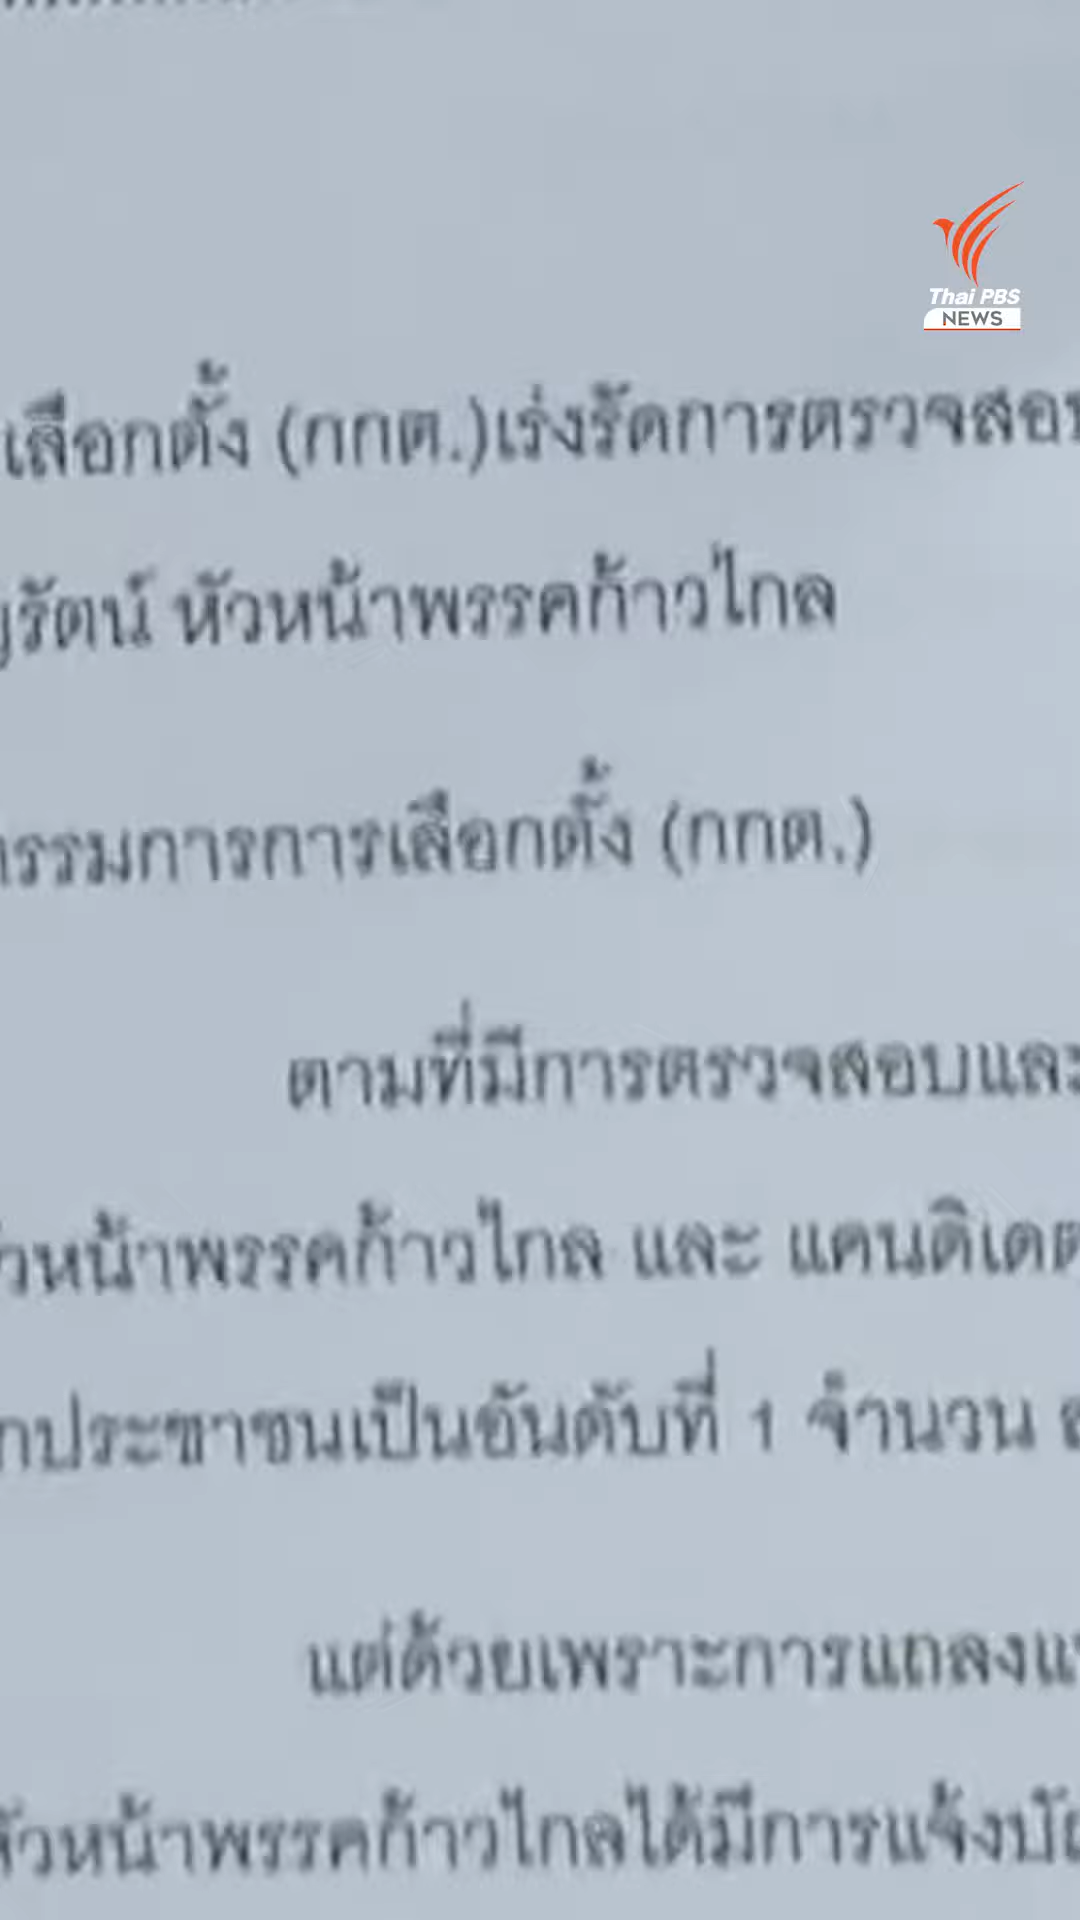 Thai PBS
NEWS
เลือกตั้ง (กกต.)เร่งรัดการตรวจสอบ
ญรัตน์ หัวหน้าพรรคก้าวไกล
กรรมการการเลือกตั้ง (กกต.)
ตามที่มีการตรวจสอบและ
หัวหน้าพรรคก้าวไกล และ แคนดิเดต
กประชาชนเป็นอันดับที่ 1 จำนวน ส
แต่ด้วยเพราะการแถลง
หัวหน้าพรรคก้าวไกลได้มีการแจ้งบัญ